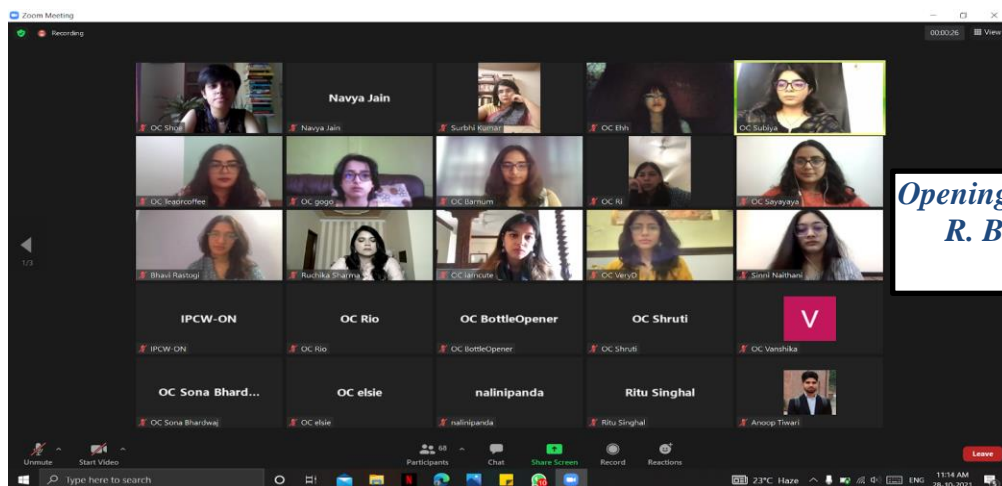 Zoom Meeting
Recording
00:00:26 View
OC Shor
Navya Jain
Navya Jain
Surbhi Kumar
OC Ehh
OC Subiya
OC Teaorcoffee
OC gogo
OC Barnum
OC Ri
OC Sayayaya
Opening
R. B
1/3
Bhavi Rastogi
Ruchika Sharma
OC iamcute
OC VeryD
Sinni Naithani
IPCW-ON
OC Rio
OC BottleOpener
OC Shruti
V
IPCW-ON
OC Rio
OC BottleOpener
OC Shruti
OC Vanshika
OC Sona Bhard...
OC elsie
nalinipanda
Ritu Singhal
OC Sona Bhardwaj
OC elsie
nalinipanda
Ritu Singhal
Anoop Tiwari
Unmute
Start Video
68
Participants
Chat
Share Screen
Record
Reactions
Leave
Type here to search
23°C Haze
ENG
11:14 AM
28-10-2021